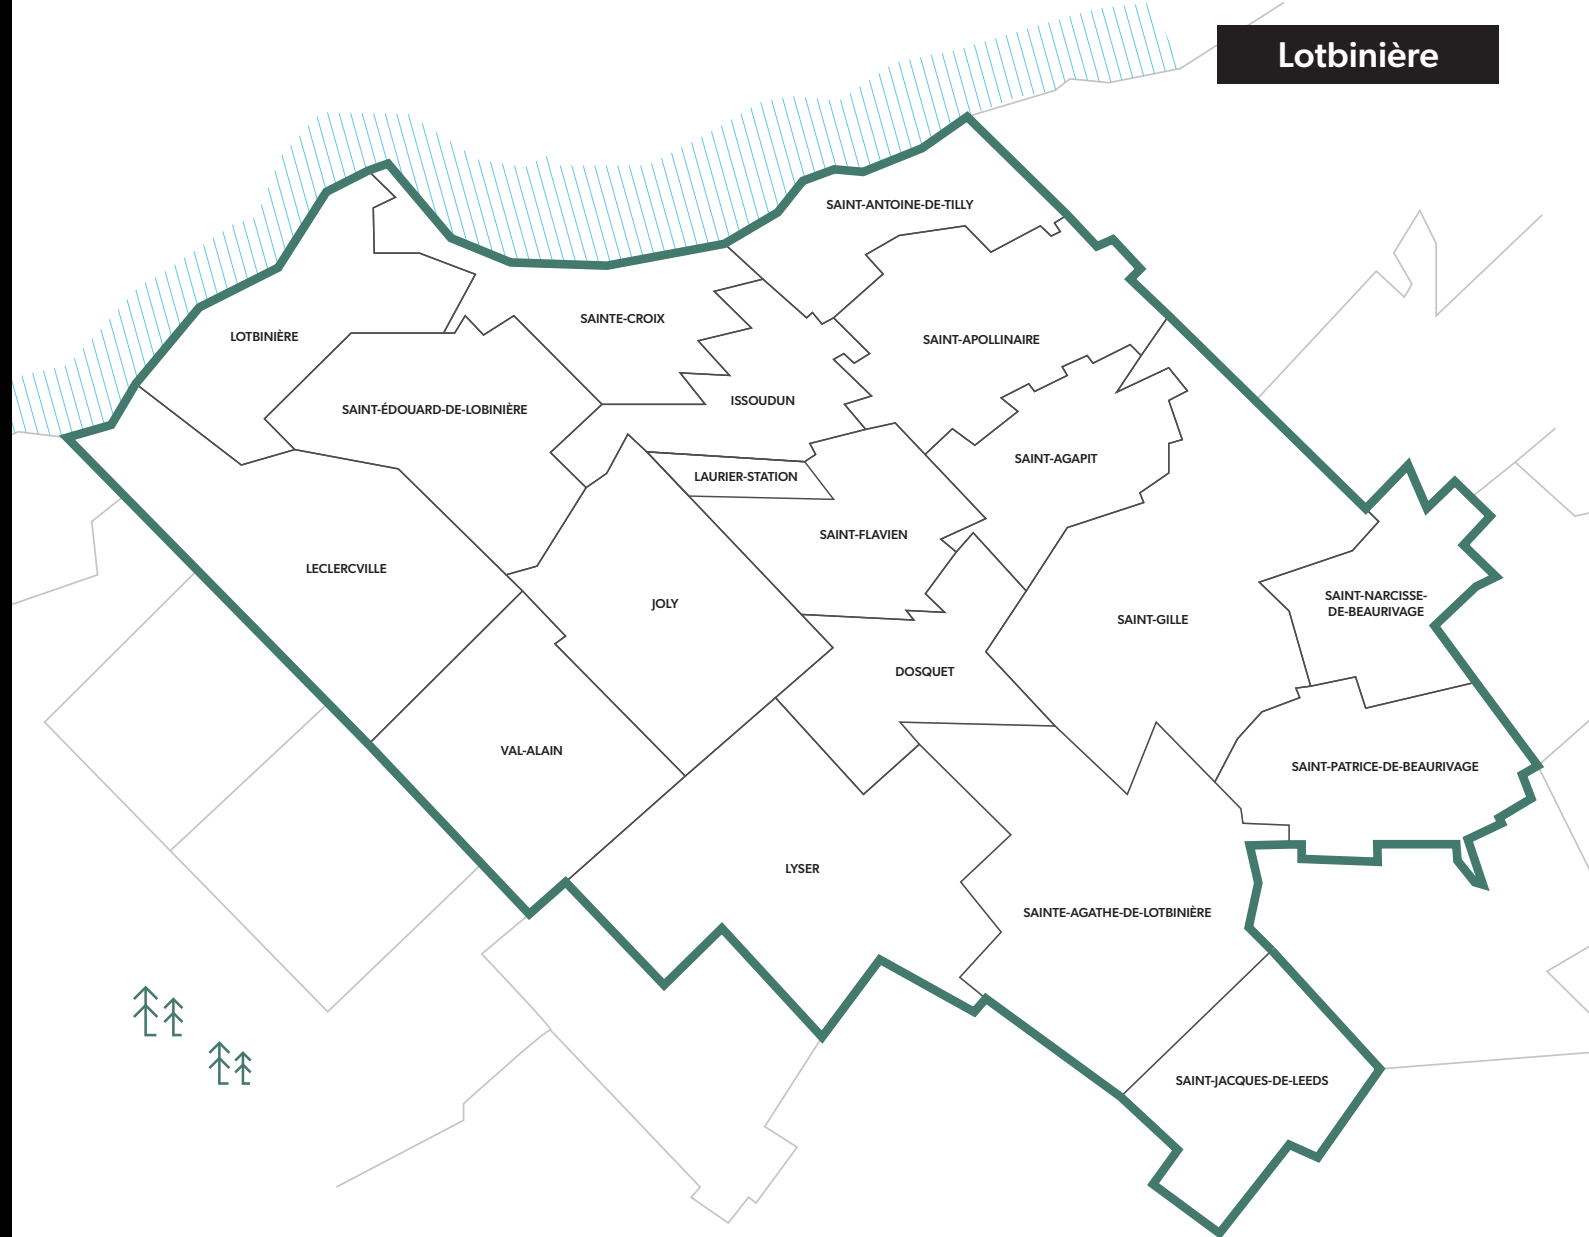 Lotbinière
SAINT-ANTOINE-DE-TILLY
SAINTE-CROIX
LOTBINIÈRE
SAINT-APOLLINAIRE
ISSOUDUN
SAINT-ÉDOUARD-DE-LOBINIÈRE
SAINT-AGAPIT
LAURIER-STATION
SAINT-FLAVIEN
LECLERCVILLE
JOLY
SAINT-NARCISSE-
DE-BEAURIVAGE
SAINT-GILLE
DOSQUET
VAL-ALAIN
SAINT-PATRICE-DE-BEAURIVAGE
LYSER
SAINTE-AGATHE-DE-LOTBINIÈRE
SAINT-JACQUES-DE-LEEDS